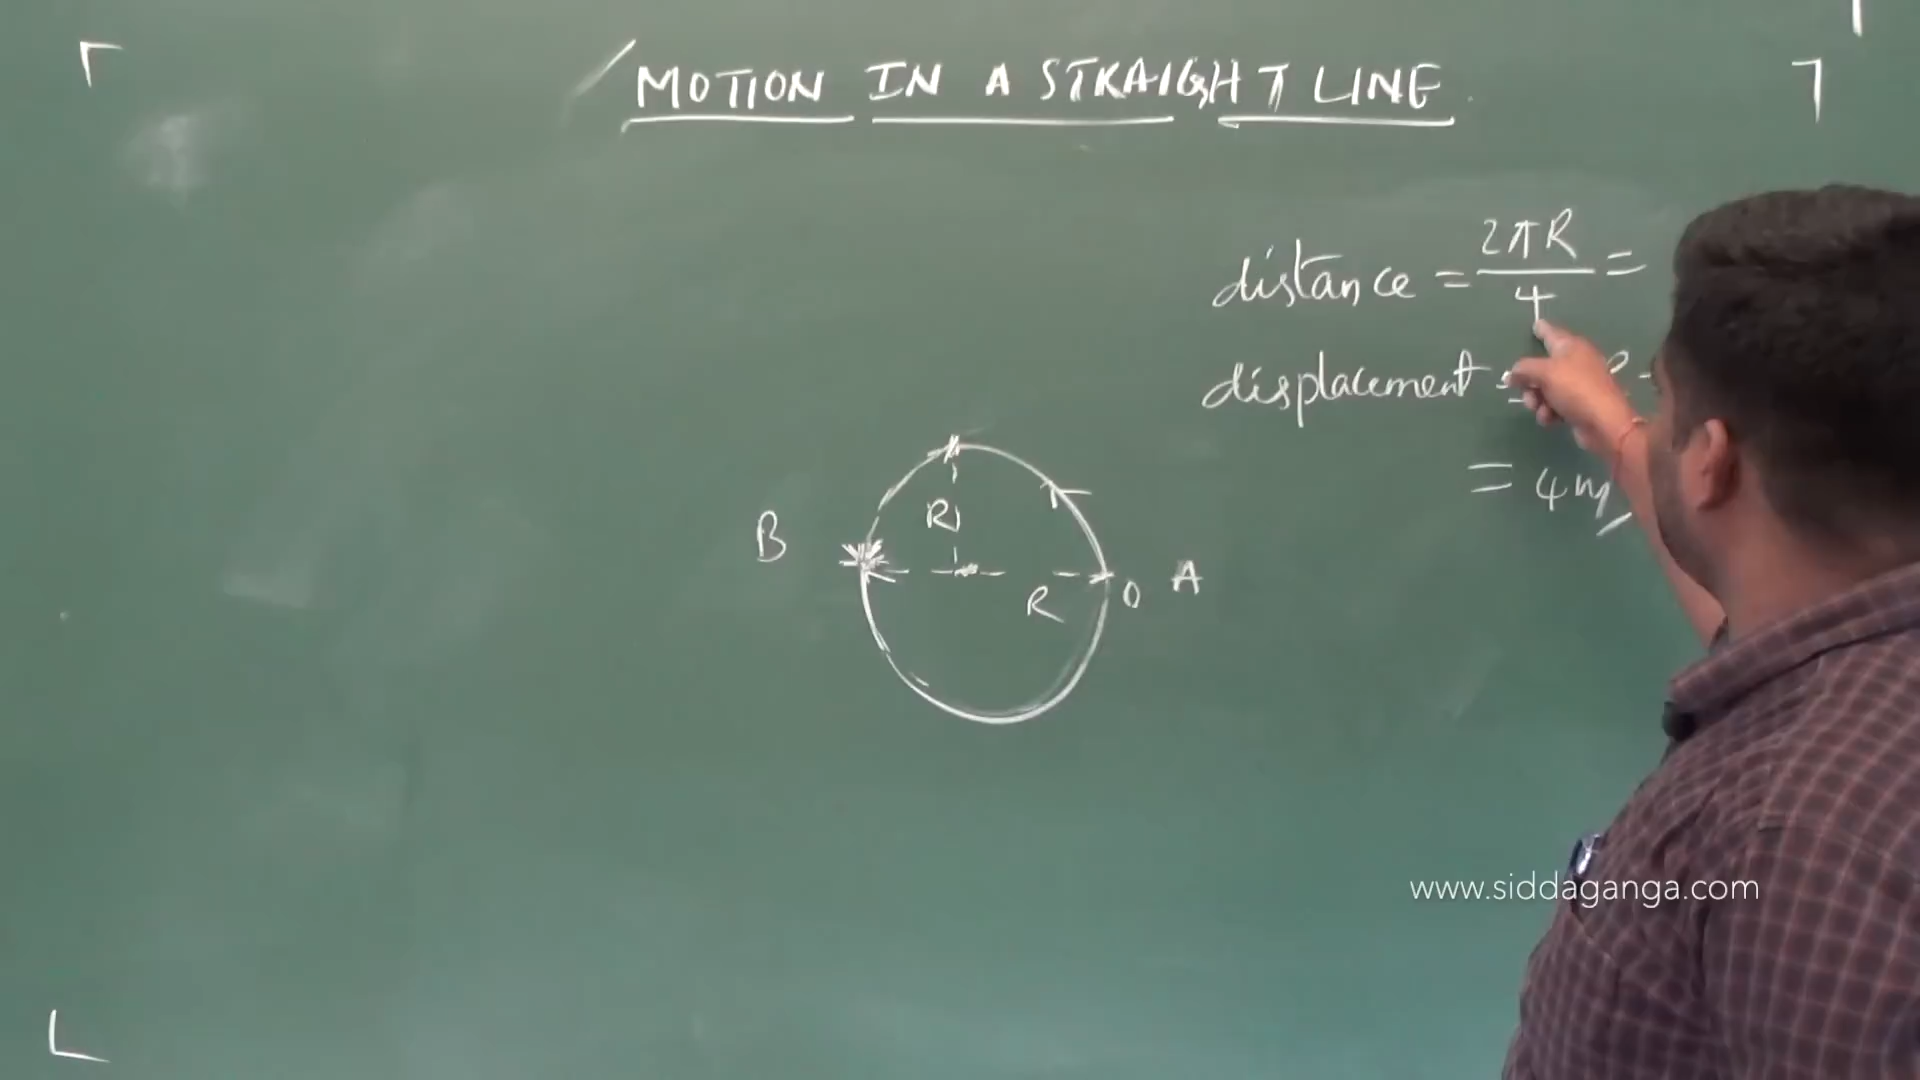 MOTION IN A STRAIGHT LINE
distance = 2πR/4 =
displacement =
= 4m
B
R
R
O
A
www.siddaganga.com